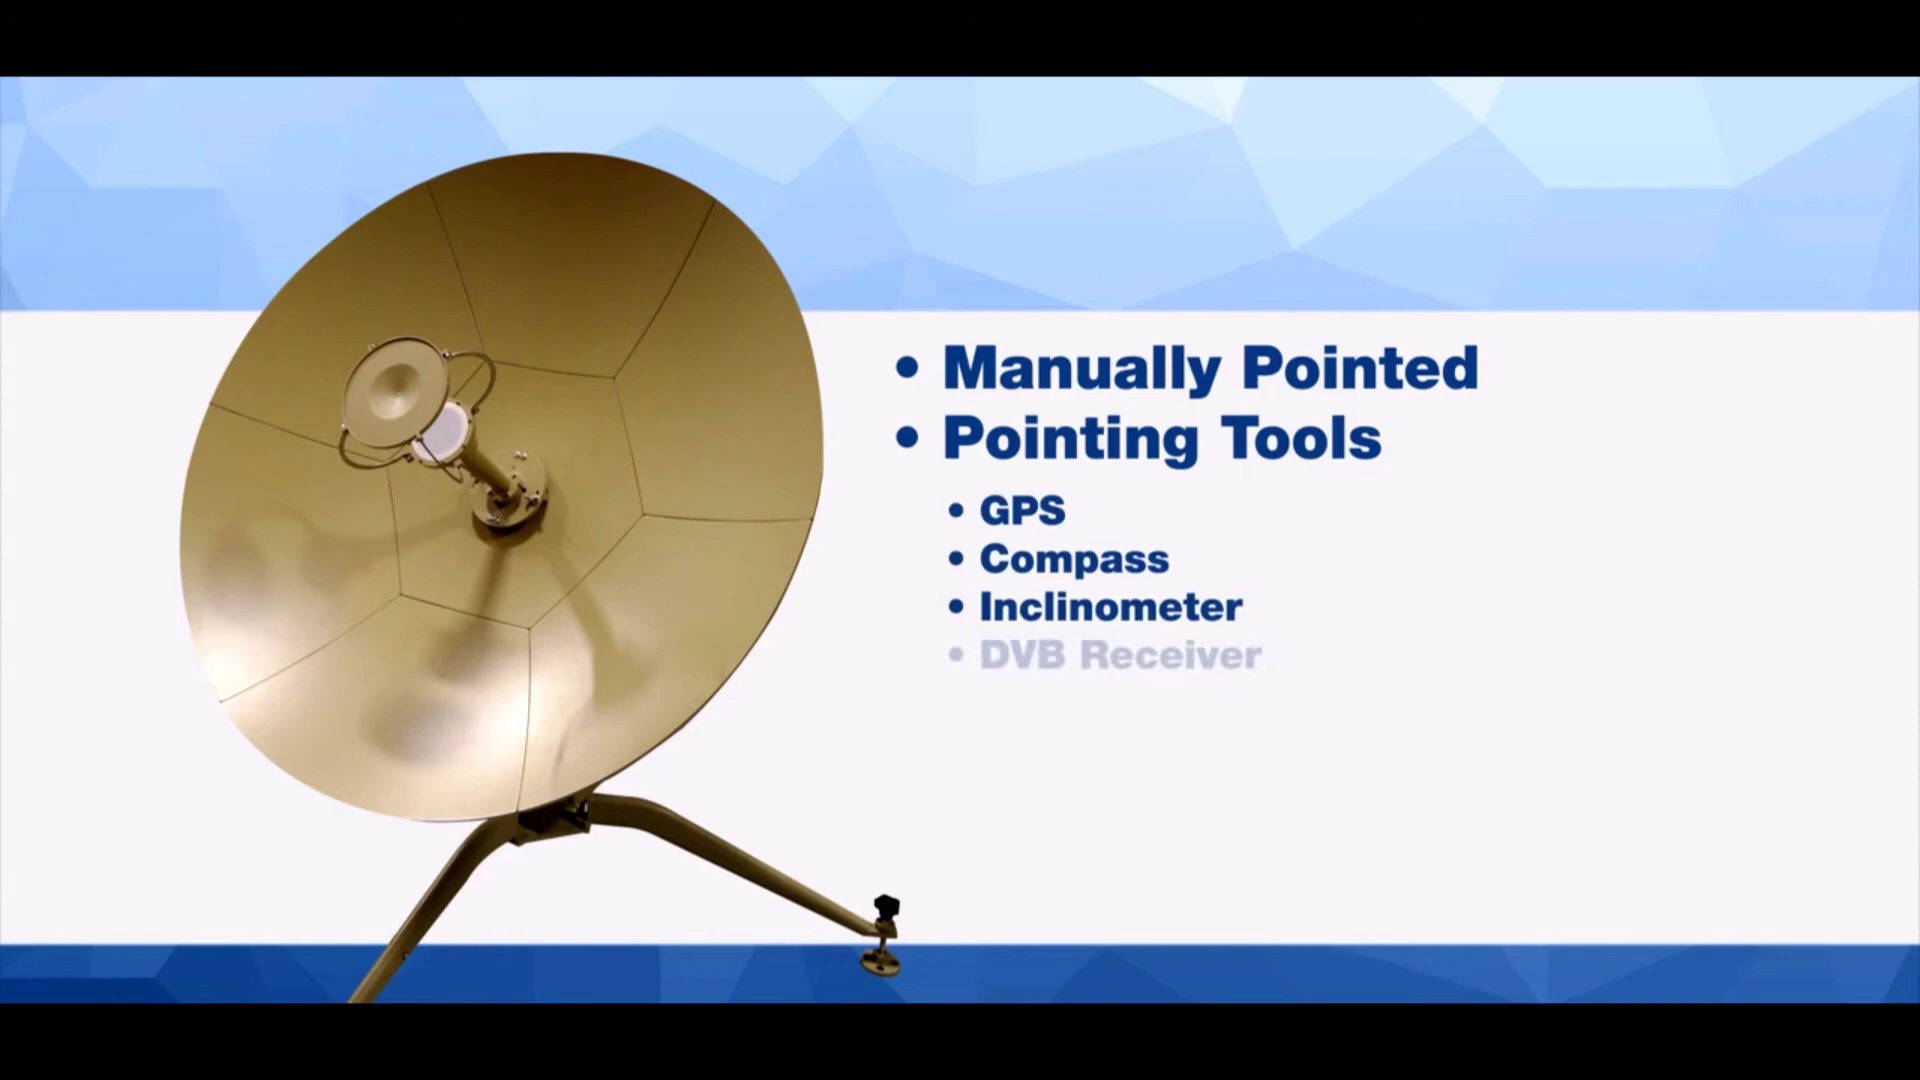 • Manually Pointed
• Pointing Tools
• GPS
• Compass
• Inclinometer
• DVB Receiver